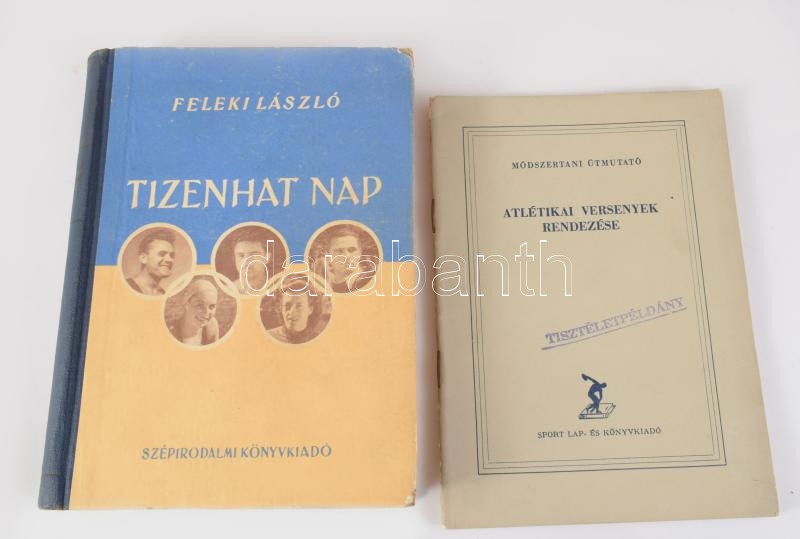 FELEKI LÁSZLÓ
TIZENHAT NAP
SZÉPIRODALMI KÖNYVKIADÓ
MÓDSZERTANI ÚTMUTATÓ
ATLÉTIKAI VERSENYEK
RENDEZÉSE
TISZTELETPÉLDÁNY
SPORT LAP- ÉS KÖNYVKIADÓ
darabanth